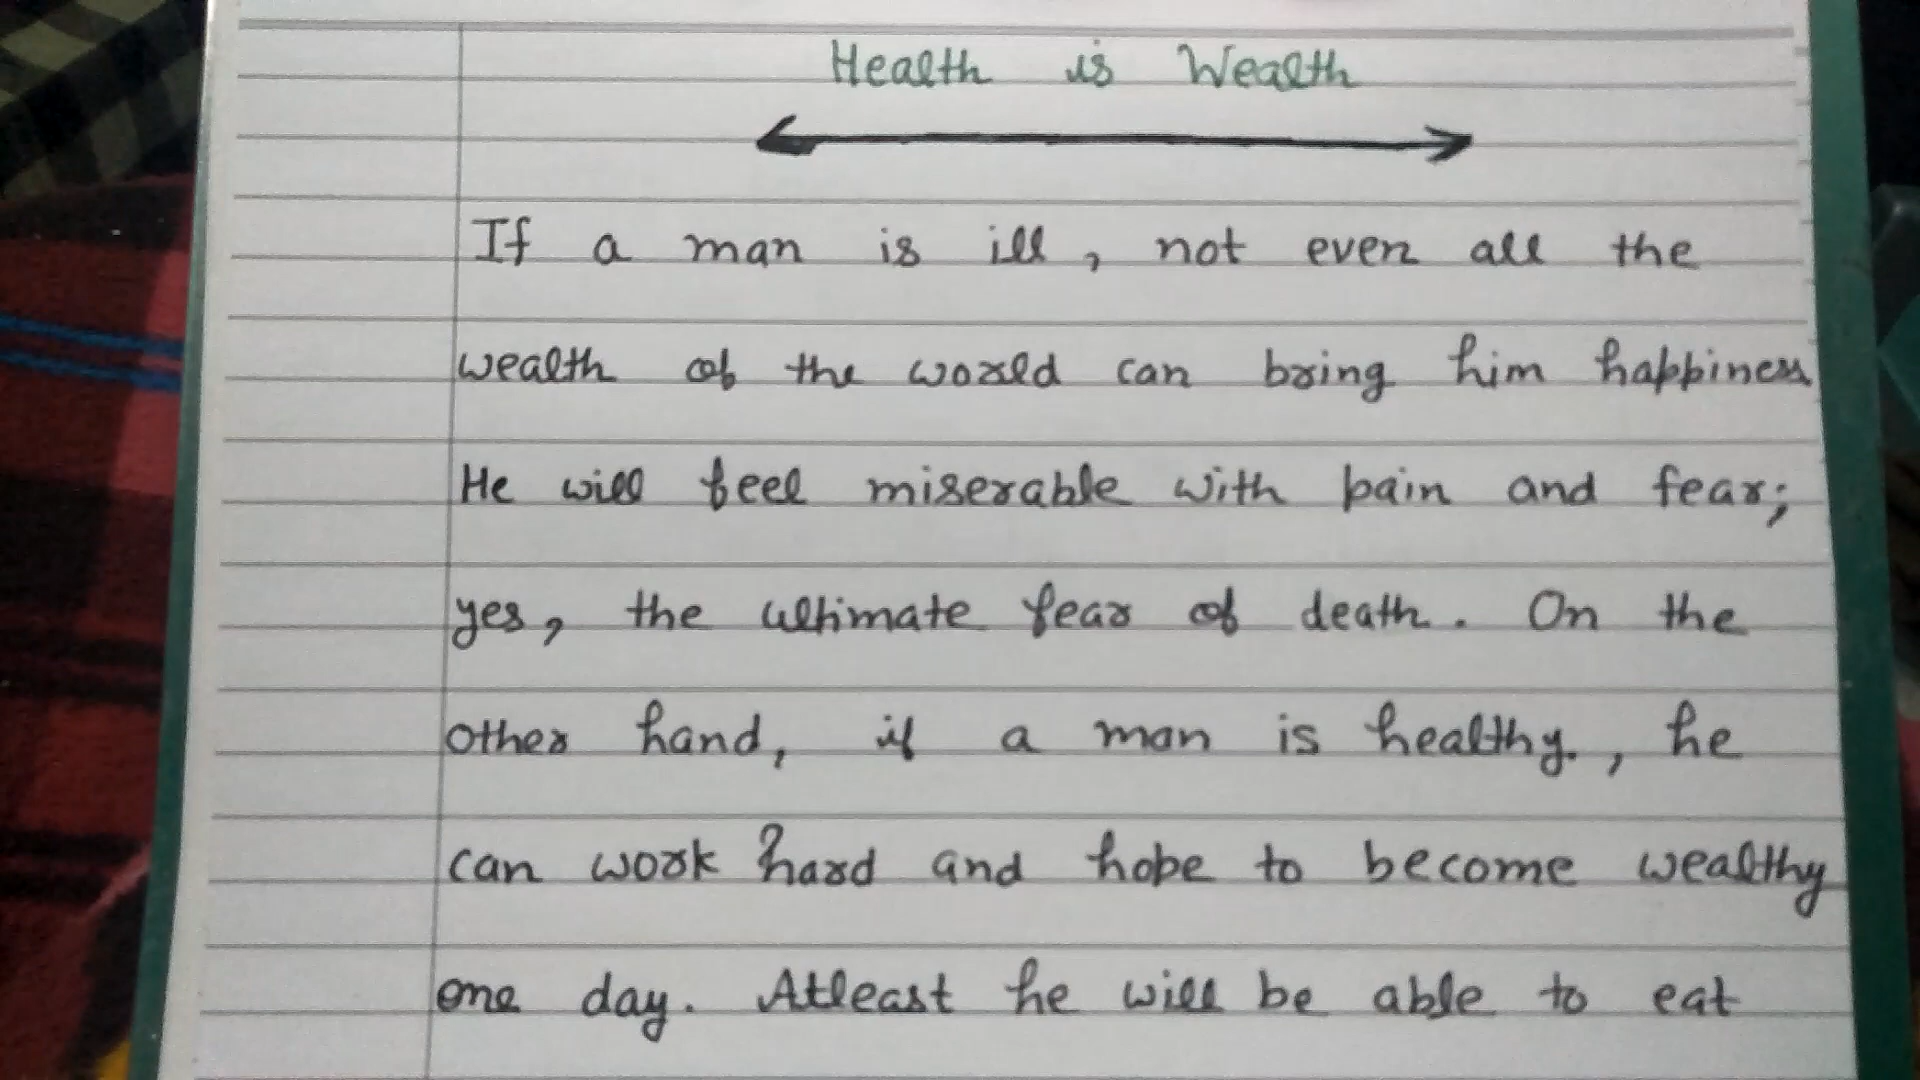 Health is Wealth
If a man is ill, not even all the
wealth of the world can bring him happiness
He will feel miserable with pain and fear;
yes, the ultimate fear of death. On the
other hand, if a man is healthy, he
can work hard and hope to become wealthy
one day. Atleast he will be able to eat